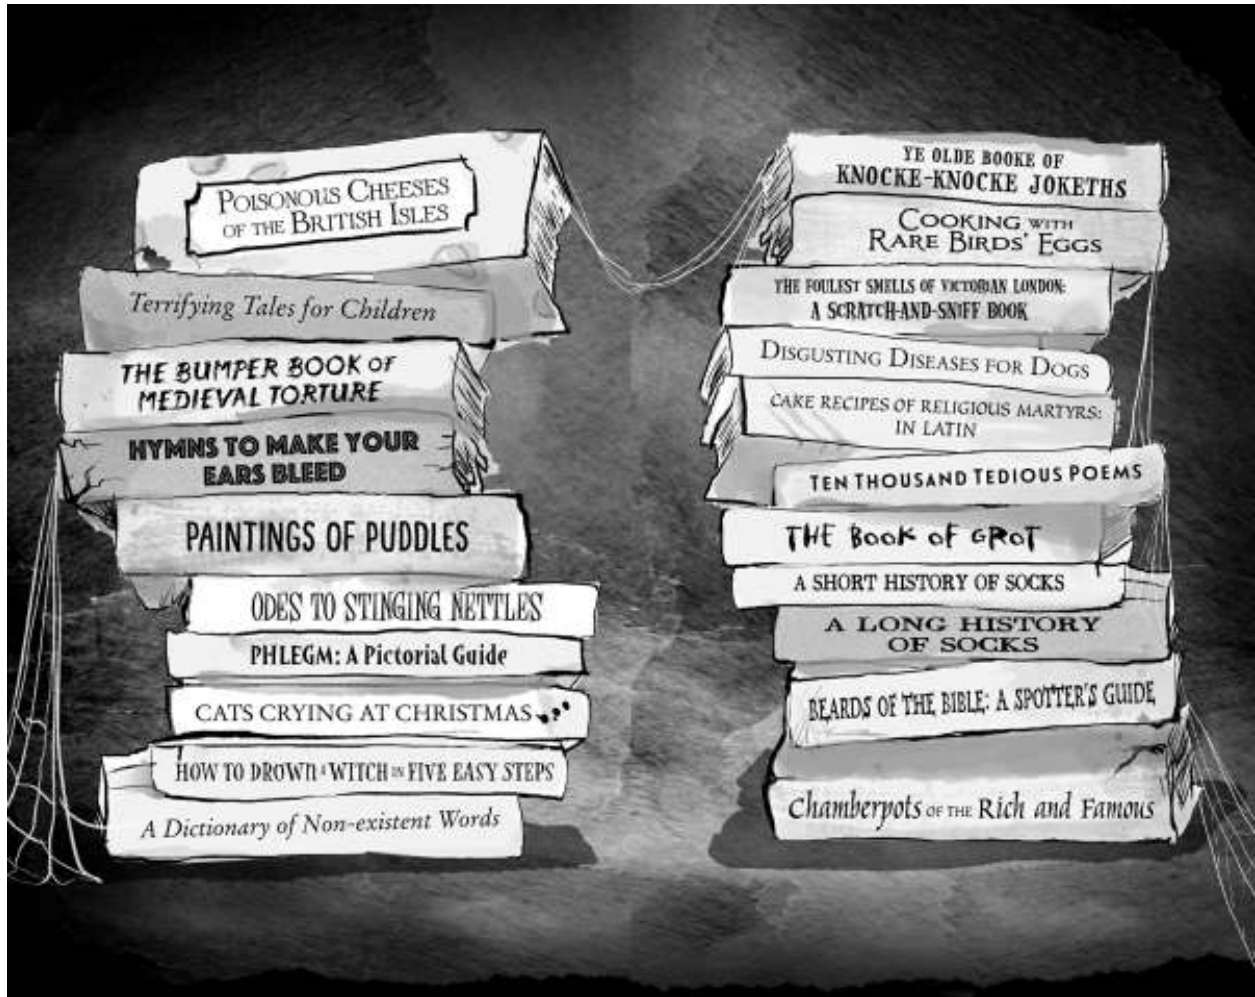 POISONOUS CHEESES
OF THE BRITISH ISLES
Terrifying Tales for Children
THE BUMPER BOOK OF
MEDIEVAL TORTURE
HYMNS TO MAKE YOUR
EARS BLEED
PAINTINGS OF PUDDLES
ODES TO STINGING NETTLES
PHLEGM: A Pictorial Guide
CATS CRYING AT CHRISTMAS
HOW TO DROWN A WITCH IN FIVE EASY STEPS
A Dictionary of Non-existent Words
YE OLDE BOOKE OF
KNOCKE-KNOCKE JOKETHS
COOKING WITH
RARE BIRDS' EGGS
THE FOULEST SMELLS OF VICTORIAN LONDON:
A SCRATCH-AND-SNIFF BOOK
DISGUSTING DISEASES FOR DOGS
CAKE RECIPES OF RELIGIOUS MARTYRS:
IN LATIN
TEN THOUSAND TEDIOUS POEMS
THE BOOK OF GROT
A SHORT HISTORY OF SOCKS
A LONG HISTORY
OF SOCKS
BEARDS OF THE BIBLE: A SPOTTER'S GUIDE
Chamberpots OF THE Rich and Famous